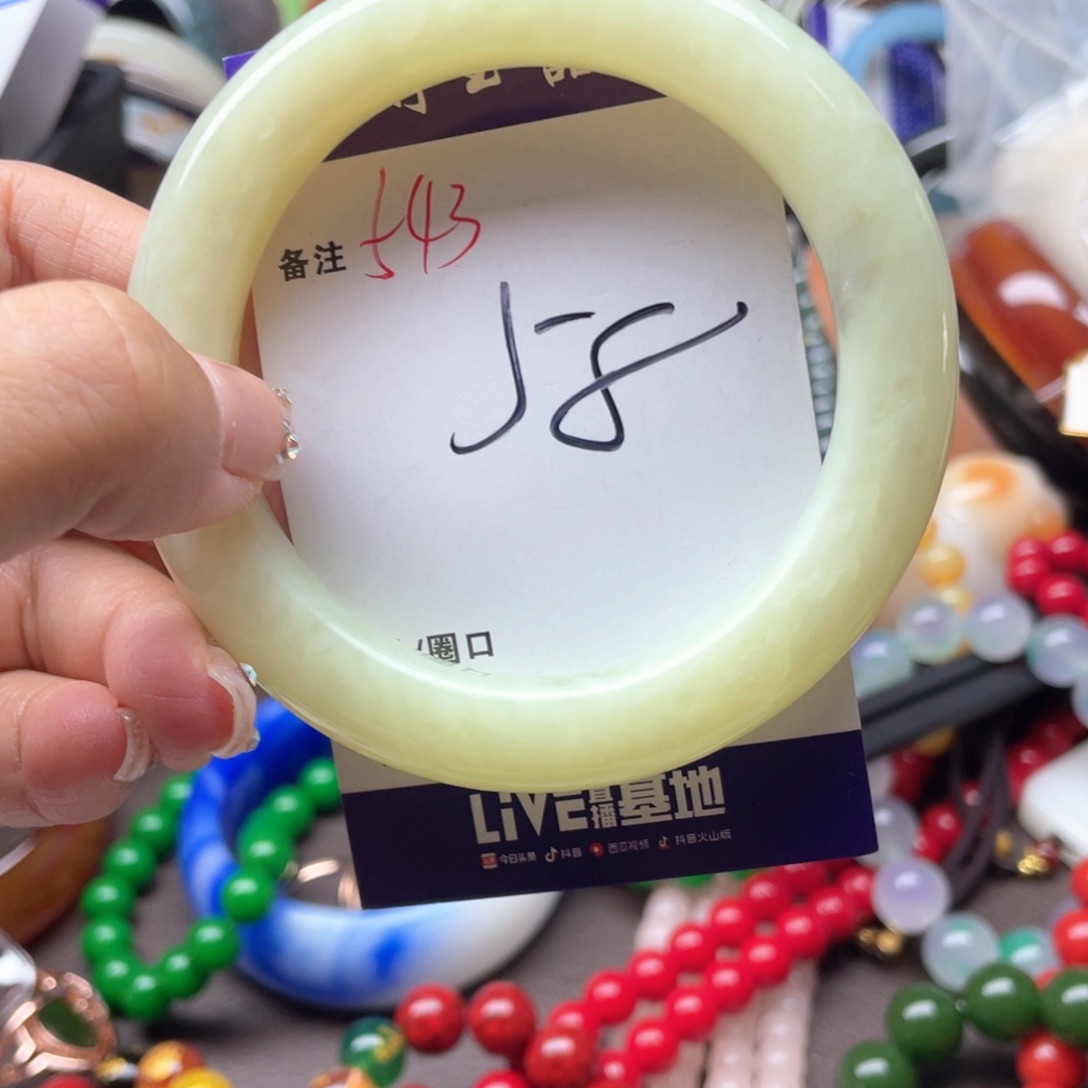 备注 543
58
圈口
LIVE直播基地
今日头条 抖音 西瓜视频 抖音火山版